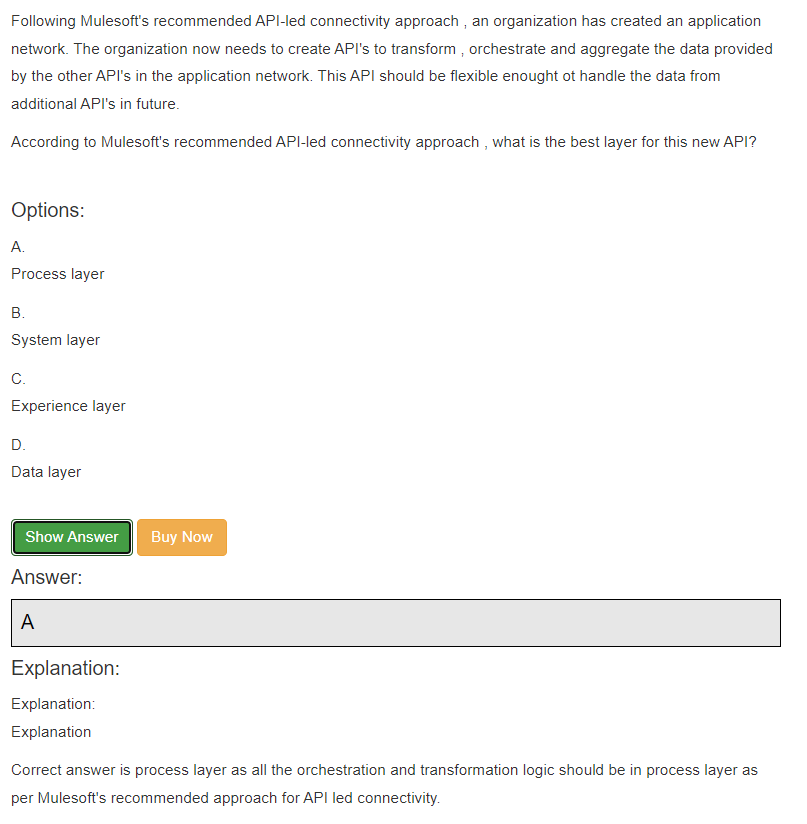 Following Mulesoft's recommended API-led connectivity approach , an organization has created an application
network. The organization now needs to create API's to transform , orchestrate and aggregate the data provided
by the other API's in the application network. This API should be flexible enought ot handle the data from
additional API's in future.
According to Mulesoft's recommended API-led connectivity approach , what is the best layer for this new API?
Options:
A.
Process layer
B.
System layer
C.
Experience layer
D.
Data layer
Show Answer Buy Now
Answer:
A
Explanation:
Explanation:
Explanation
Correct answer is process layer as all the orchestration and transformation logic should be in process layer as
per Mulesoft's recommended approach for API led connectivity.